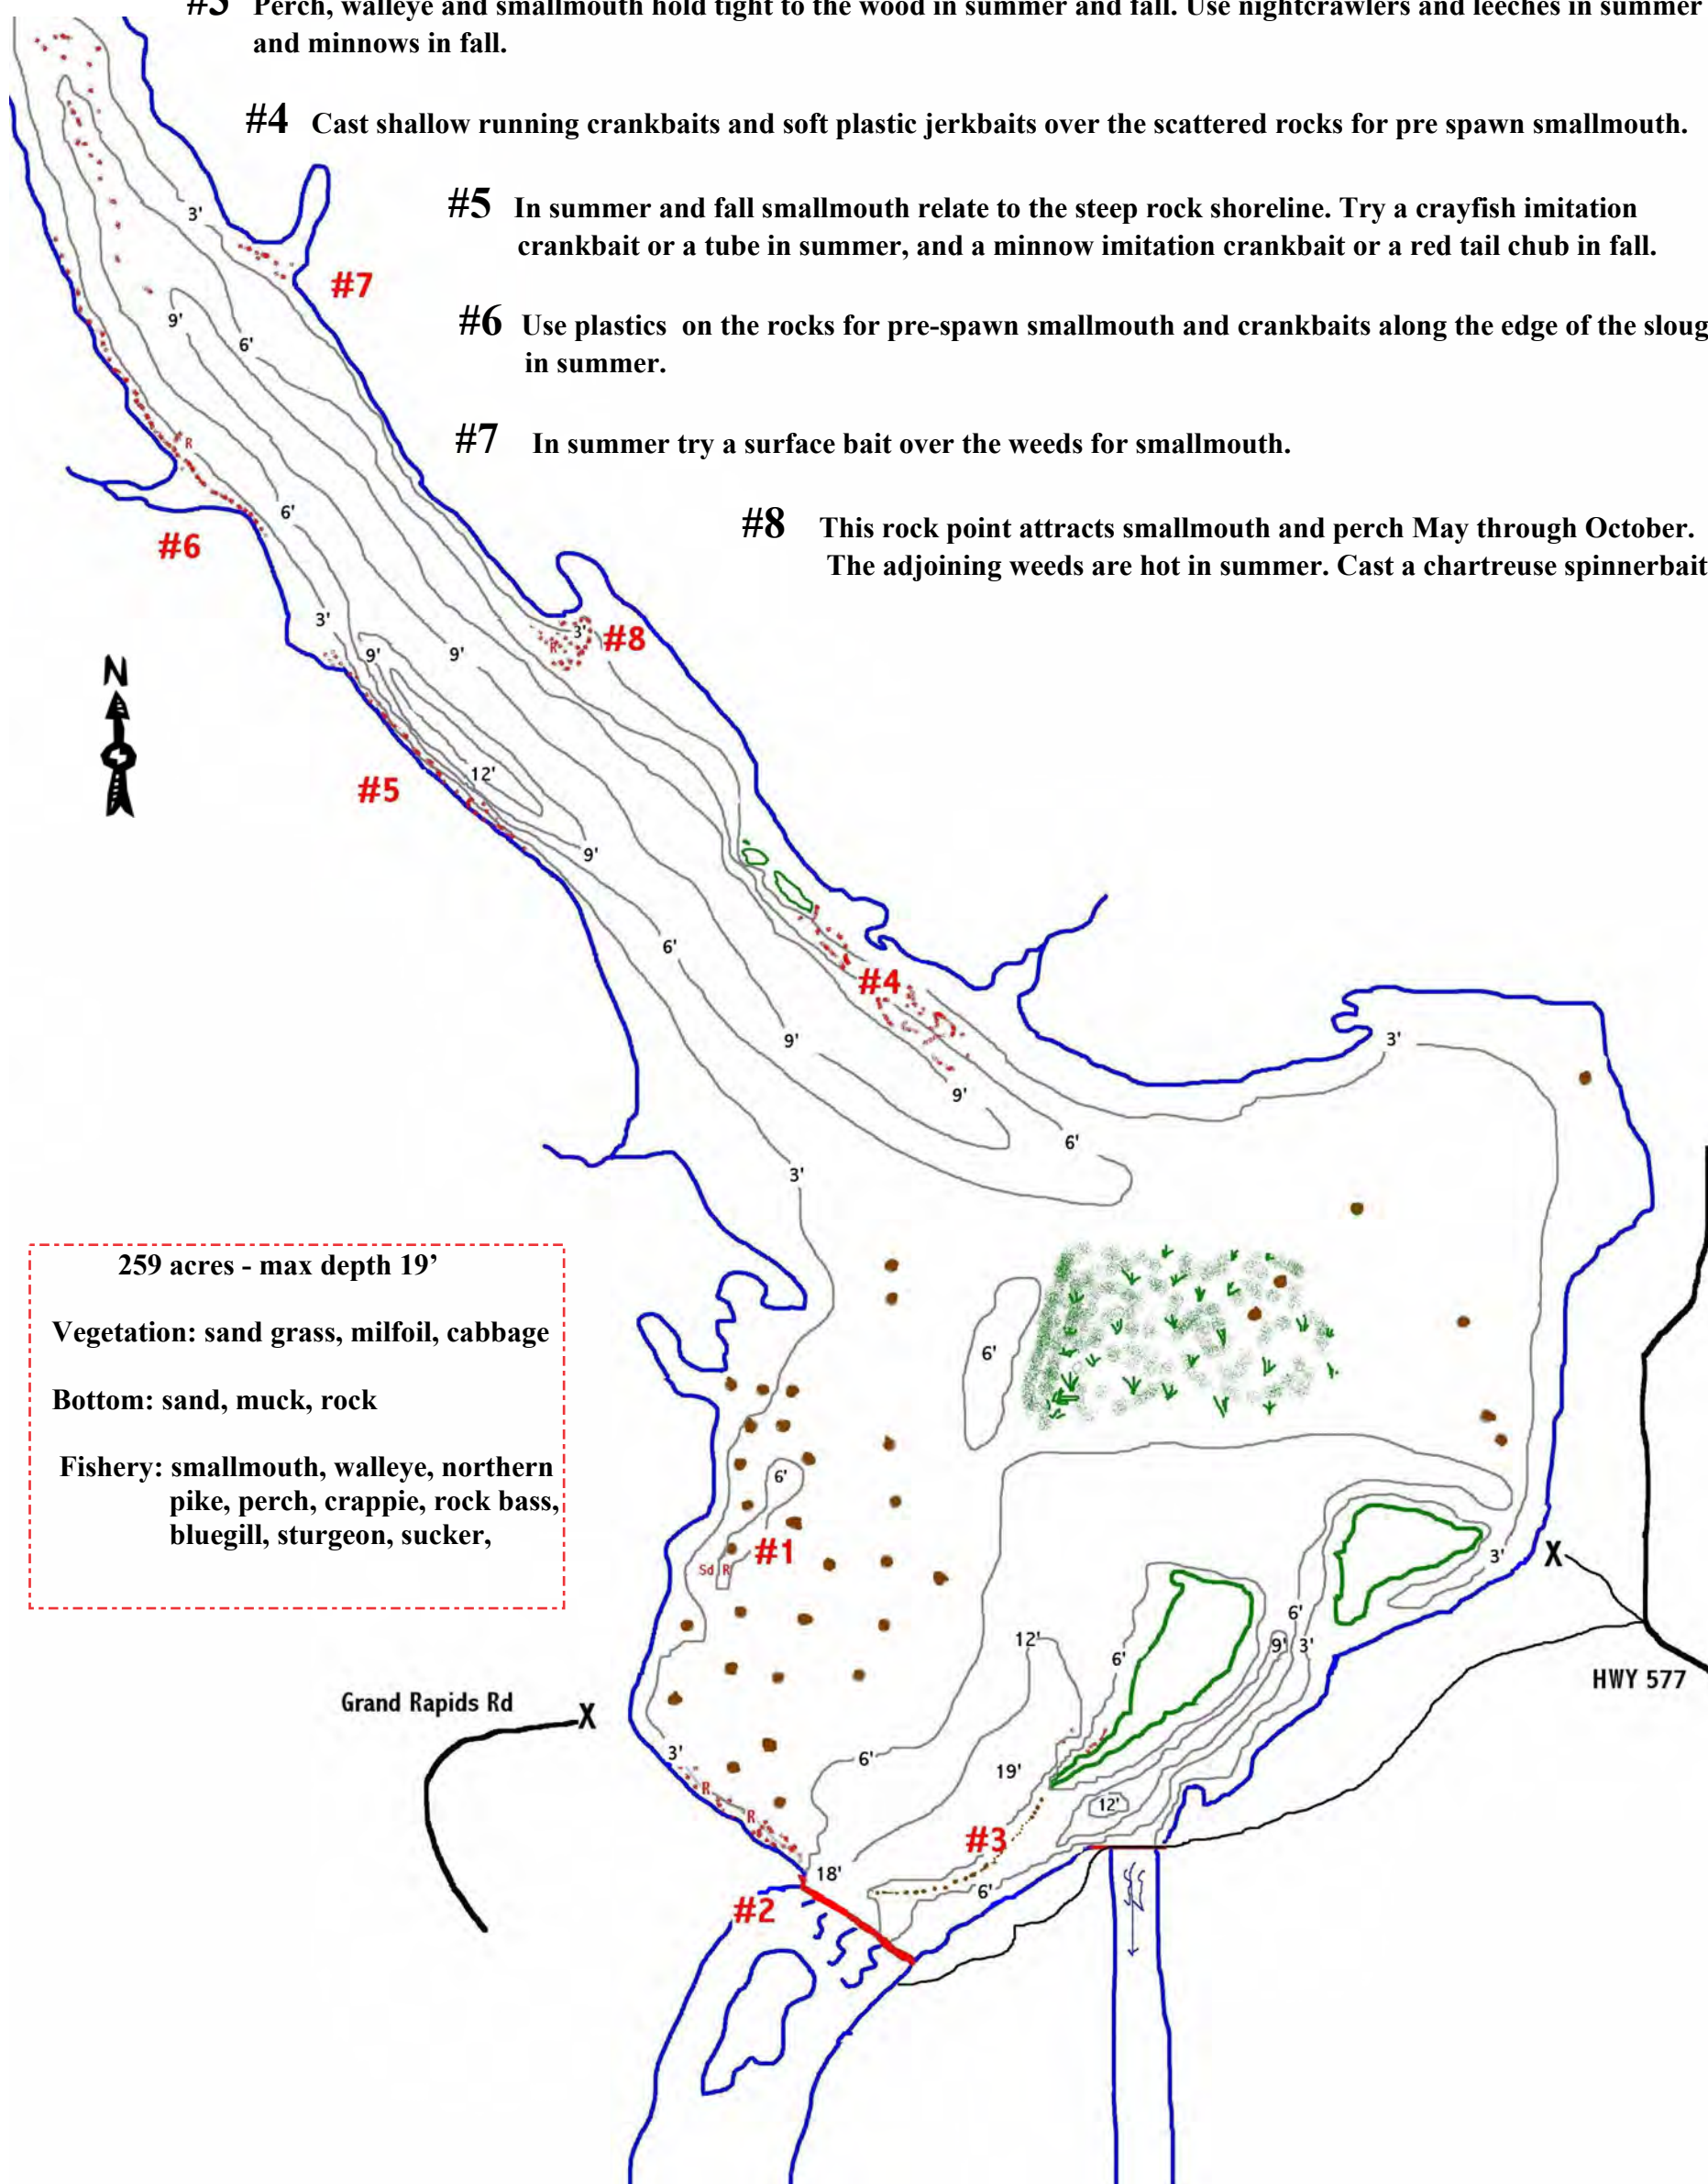 #3 Perch, walleye and smallmouth hold tight to the wood in summer and fall. Use nightcrawlers and leeches in summer
and minnows in fall.
#4 Cast shallow running crankbaits and soft plastic jerkbaits over the scattered rocks for pre spawn smallmouth.
#5 In summer and fall smallmouth relate to the steep rock shoreline. Try a crayfish imitation
crankbait or a tube in summer, and a minnow imitation crankbait or a red tail chub in fall.
#6 Use plastics on the rocks for pre-spawn smallmouth and crankbaits along the edge of the sloug
in summer.
#7 In summer try a surface bait over the weeds for smallmouth.
#8 This rock point attracts smallmouth and perch May through October.
The adjoining weeds are hot in summer. Cast a chartreuse spinnerbait
3'
#7
9'
6'
R
6'
#6
3'
3'
R
#8
9'
9'
N
12'
#5
9'
6'
#4
9'
3'
9'
6'
3'
259 acres - max depth 19’
Vegetation: sand grass, milfoil, cabbage
Bottom: sand, muck, rock
Fishery: smallmouth, walleye, northern
pike, perch, crappie, rock bass,
bluegill, sturgeon, sucker,
6'
6'
#1
Sd R
3'
X
6'
12'
9'
3'
6'
HWY 577
Grand Rapids Rd X
3'
6'
19'
R
12'
R
#3
18'
6'
#2